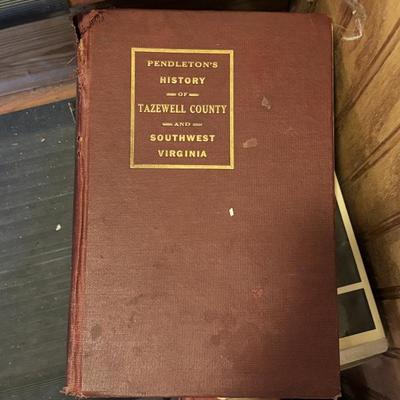 PENDLETON'S
HISTORY
OF
TAZEWELL COUNTY
AND
SOUTHWEST
VIRGINIA